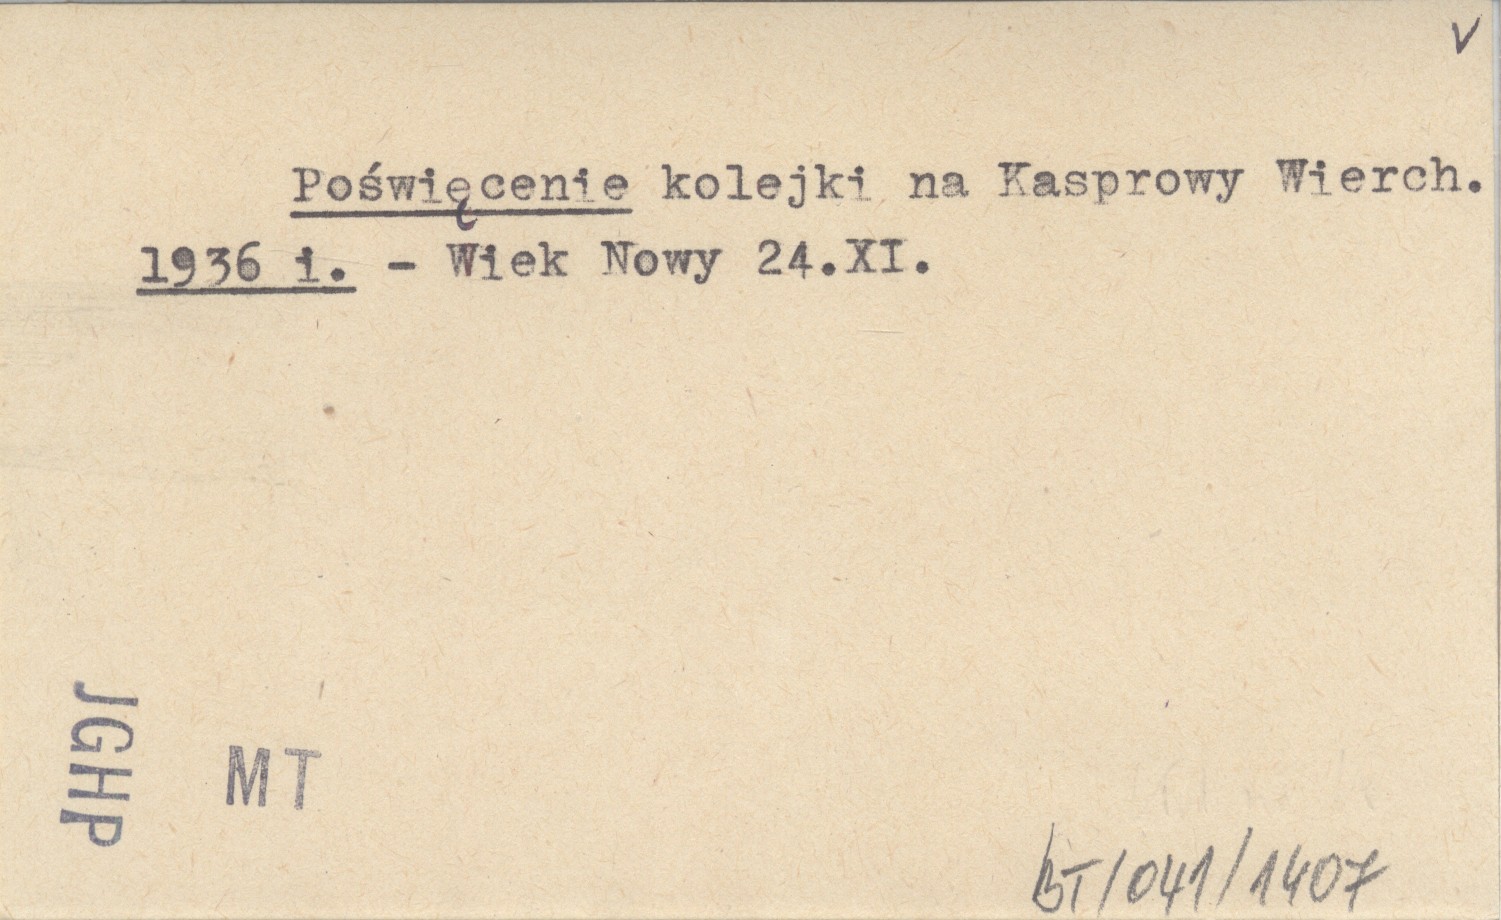 v
Poświęcenie kolejki na Kasprowy Wierch.
1936 i. - Wiek Nowy 24.XI.
JGHP
MT
BT/041/1407